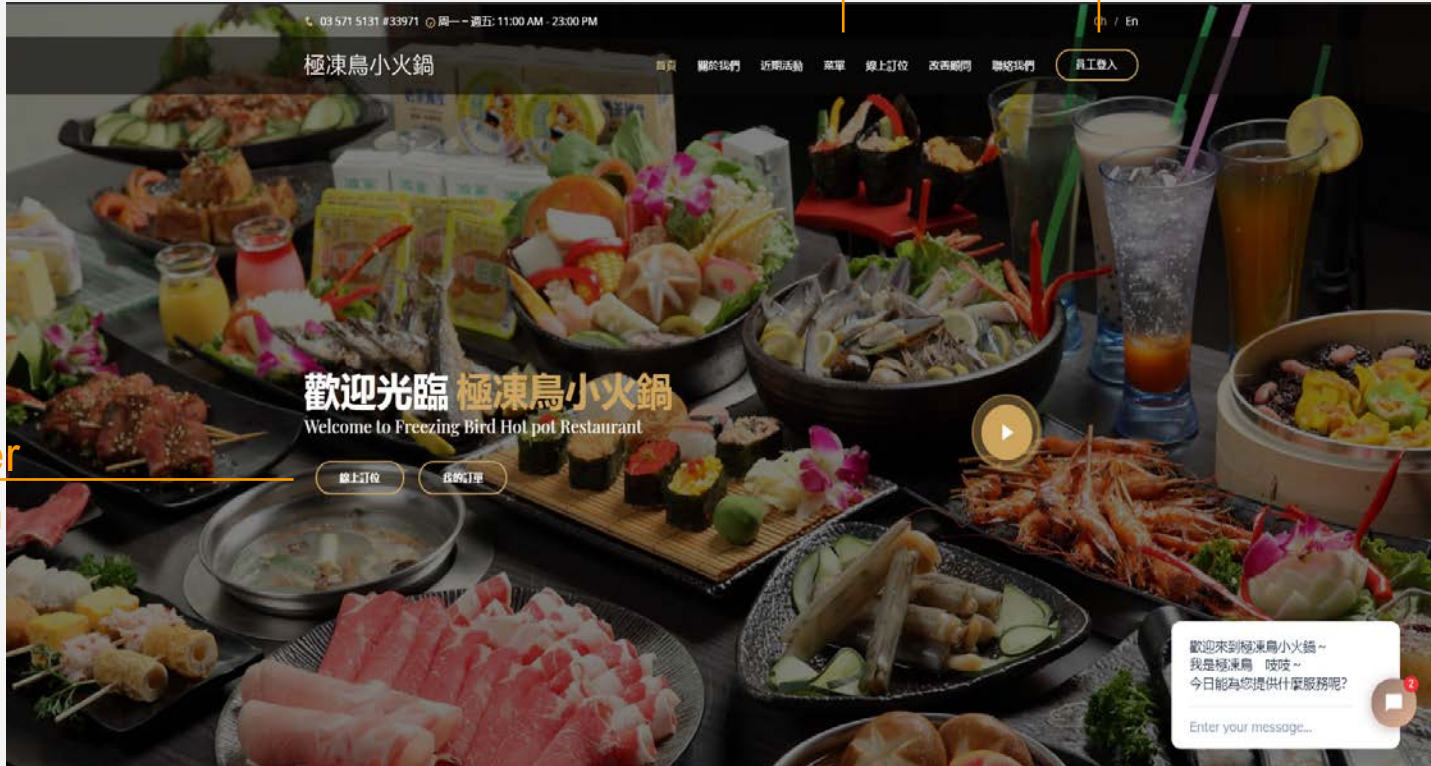 03 571 5131 #33971 周一 - 週五: 11:00 AM - 23:00 PM
/ En
極凍鳥小火鍋
首頁 關於我們 近期活動 菜單 線上訂位 改善顧問 聯絡我們 員工登入
歡迎光臨 極凍鳥小火鍋
Welcome to Freezing Bird Hot pot Restaurant
線上訂位 我的訂單
歡迎來到極凍鳥小火鍋~
我是極凍鳥 吱吱~
今日能為您提供什麼服務呢?
2
Enter your message...